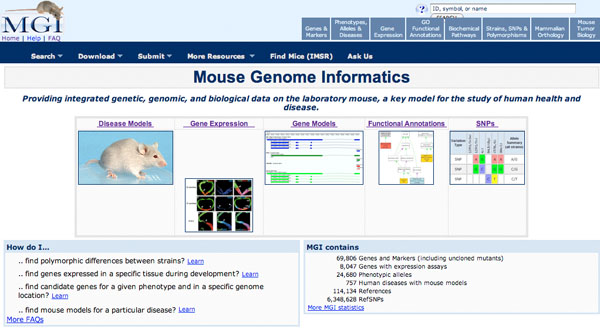 MGI
Home | Help | FAQ
ID, symbol, or name
Genes & Markers
Phenotypes, Alleles & Diseases
Gene Expression
GO Functional Annotations
Biochemical Pathways
Strains, SNPs & Polymorphisms
Mammalian Orthology
Mouse Tumor Biology
Search Download Submit More Resources Find Mice (IMSR) Ask Us
Mouse Genome Informatics
Providing integrated genetic, genomic, and biological data on the laboratory mouse, a key model for the study of human health and
disease.
Disease Models Gene Expression Gene Models Functional Annotations SNPs
Variation Type
SNP A/G
SNP C/G
SNP C/T
How do I...
.. find polymorphic differences between strains? Learn
.. find genes expressed in a specific tissue during development? Learn
.. find candidate genes for a given phenotype and in a specific genome
location? Learn
.. find mouse models for a particular disease? Learn
More FAQs
MGI contains
69,806 Genes and Markers (including uncloned mutants)
8,047 Genes with expression assays
24,680 Phenotypic alleles
757 Human diseases with mouse models
114,134 References
6,348,628 RefSNPs
More MGI statistics